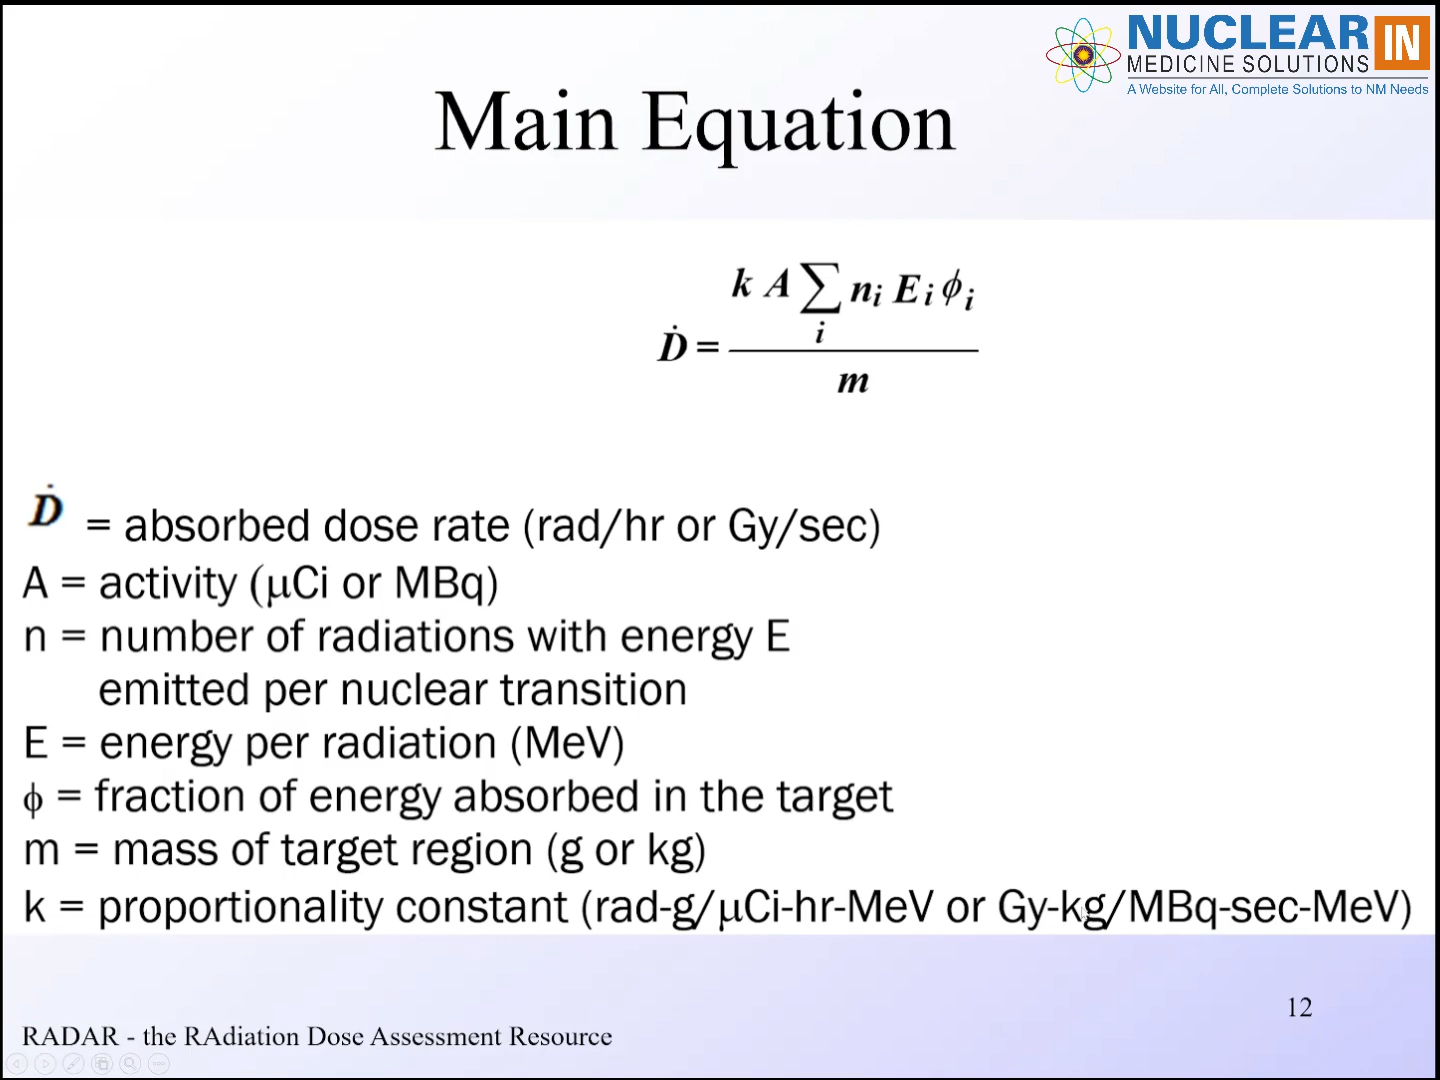 NUCLEAR IN
MEDICINE SOLUTIONS
A Website for All, Complete Solutions to NM Needs
Main Equation
Ḋ = k A ∑ᵢ nᵢ Eᵢ ϕᵢ / m
Ḋ = absorbed dose rate (rad/hr or Gy/sec)
A = activity (μCi or MBq)
n = number of radiations with energy E
emitted per nuclear transition
E = energy per radiation (MeV)
ϕ = fraction of energy absorbed in the target
m = mass of target region (g or kg)
k = proportionality constant (rad-g/μCi-hr-MeV or Gy-kg/MBq-sec-MeV)
12
RADAR - the RAdiation Dose Assessment Resource